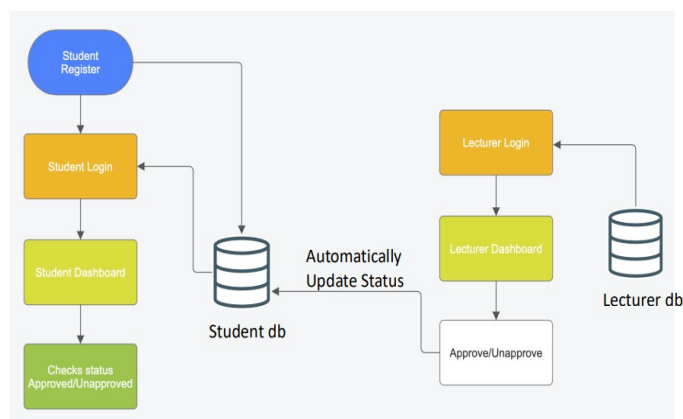 Student
Register
Student Login
Student Dashboard
Checks status
Approved/Unapproved
Student db
Automatically
Update Status
Lecturer Login
Lecturer Dashboard
Approve/Unapprove
Lecturer db